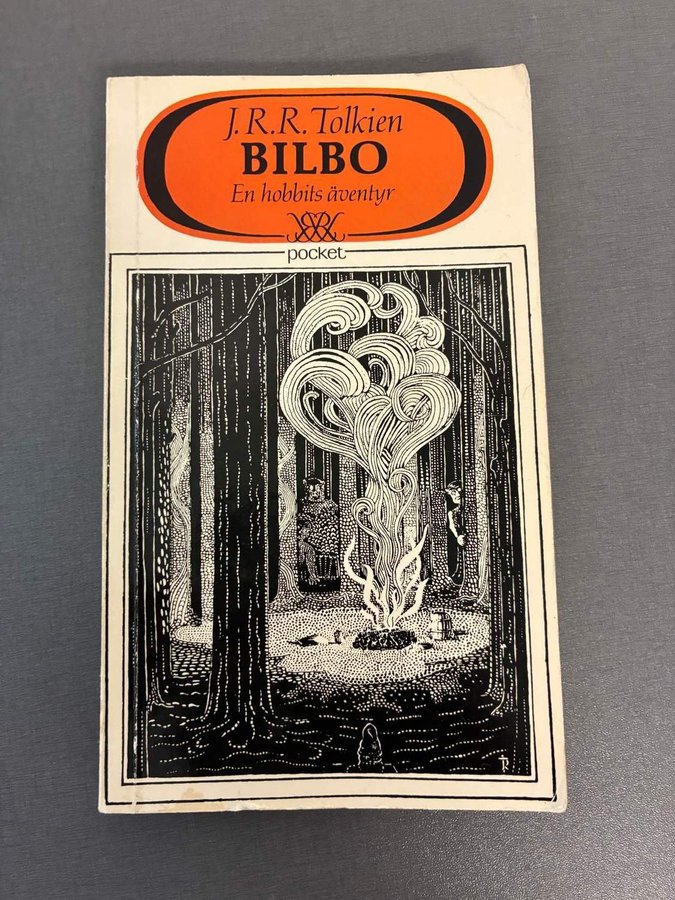 J.R.R. Tolkien
BILBO
En hobbits äventyr
pocket